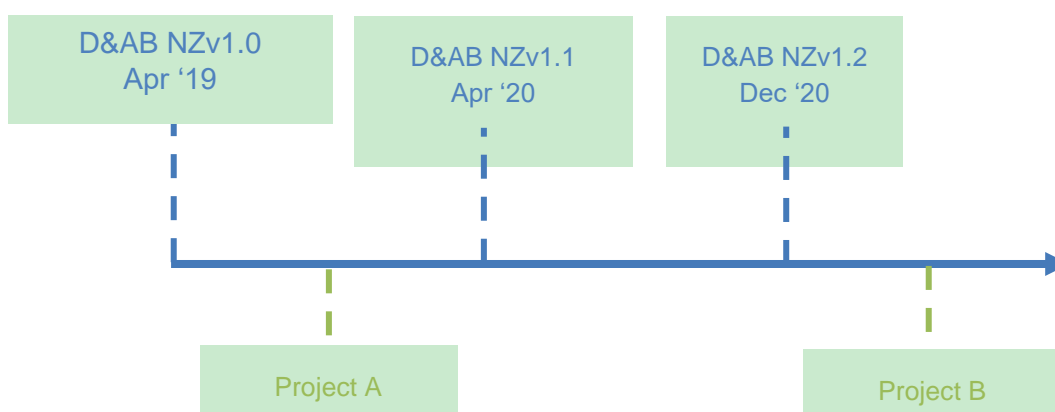 D&AB NZv1.0
Apr ‘19
D&AB NZv1.1
Apr ‘20
D&AB NZv1.2
Dec ‘20
Project A
Project B